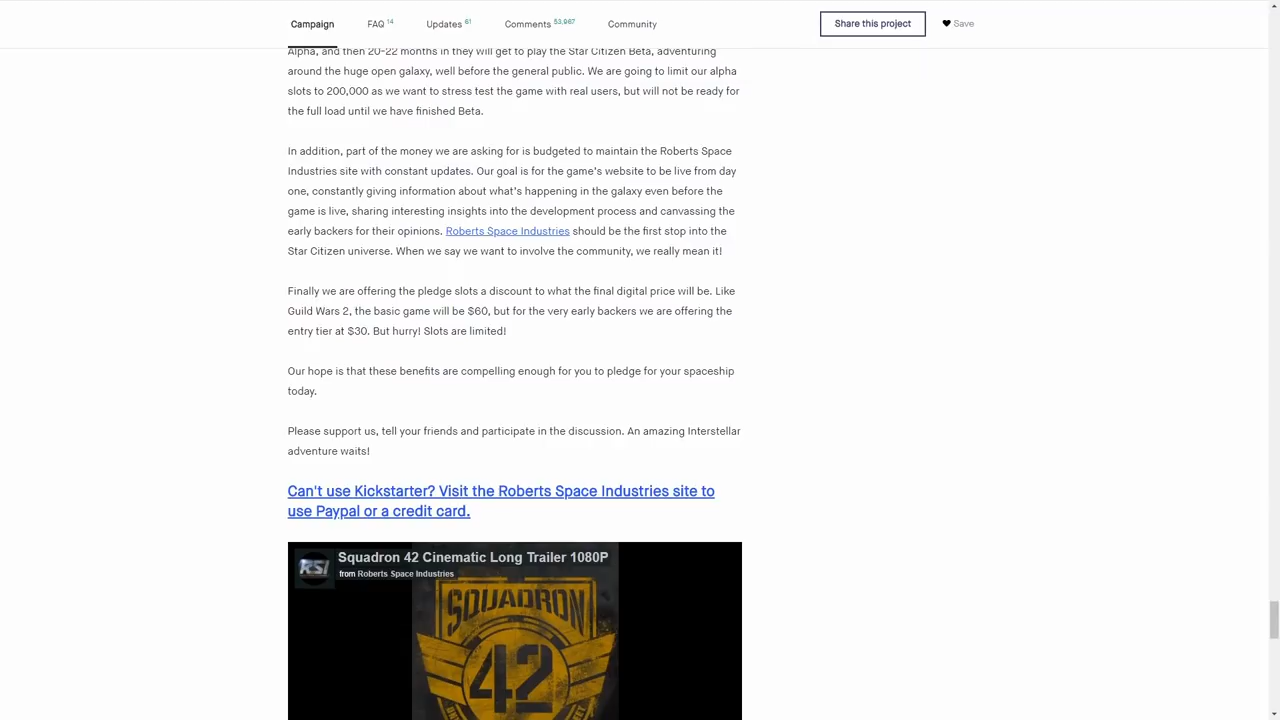 Campaign FAQ 14 Updates 61 Comments 53,967 Community Share this project Save
Alpha, and then 20-22 months in they will get to play the Star Citizen Beta, adventuring
around the huge open galaxy, well before the general public. We are going to limit our alpha
slots to 200,000 as we want to stress test the game with real users, but will not be ready for
the full load until we have finished Beta.
In addition, part of the money we are asking for is budgeted to maintain the Roberts Space
Industries site with constant updates. Our goal is for the game's website to be live from day
one, constantly giving information about what's happening in the galaxy even before the
game is live, sharing interesting insights into the development process and canvassing the
early backers for their opinions. Roberts Space Industries should be the first stop into the
Star Citizen universe. When we say we want to involve the community, we really mean it!
Finally we are offering the pledge slots a discount to what the final digital price will be. Like
Guild Wars 2, the basic game will be $60, but for the very early backers we are offering the
entry tier at $30. But hurry! Slots are limited!
Our hope is that these benefits are compelling enough for you to pledge for your spaceship
today.
Please support us, tell your friends and participate in the discussion. An amazing Interstellar
adventure waits!
Can't use Kickstarter? Visit the Roberts Space Industries site to
use Paypal or a credit card.
RSI
Squadron 42 Cinematic Long Trailer 1080P
from Roberts Space Industries
SQUADRON
42